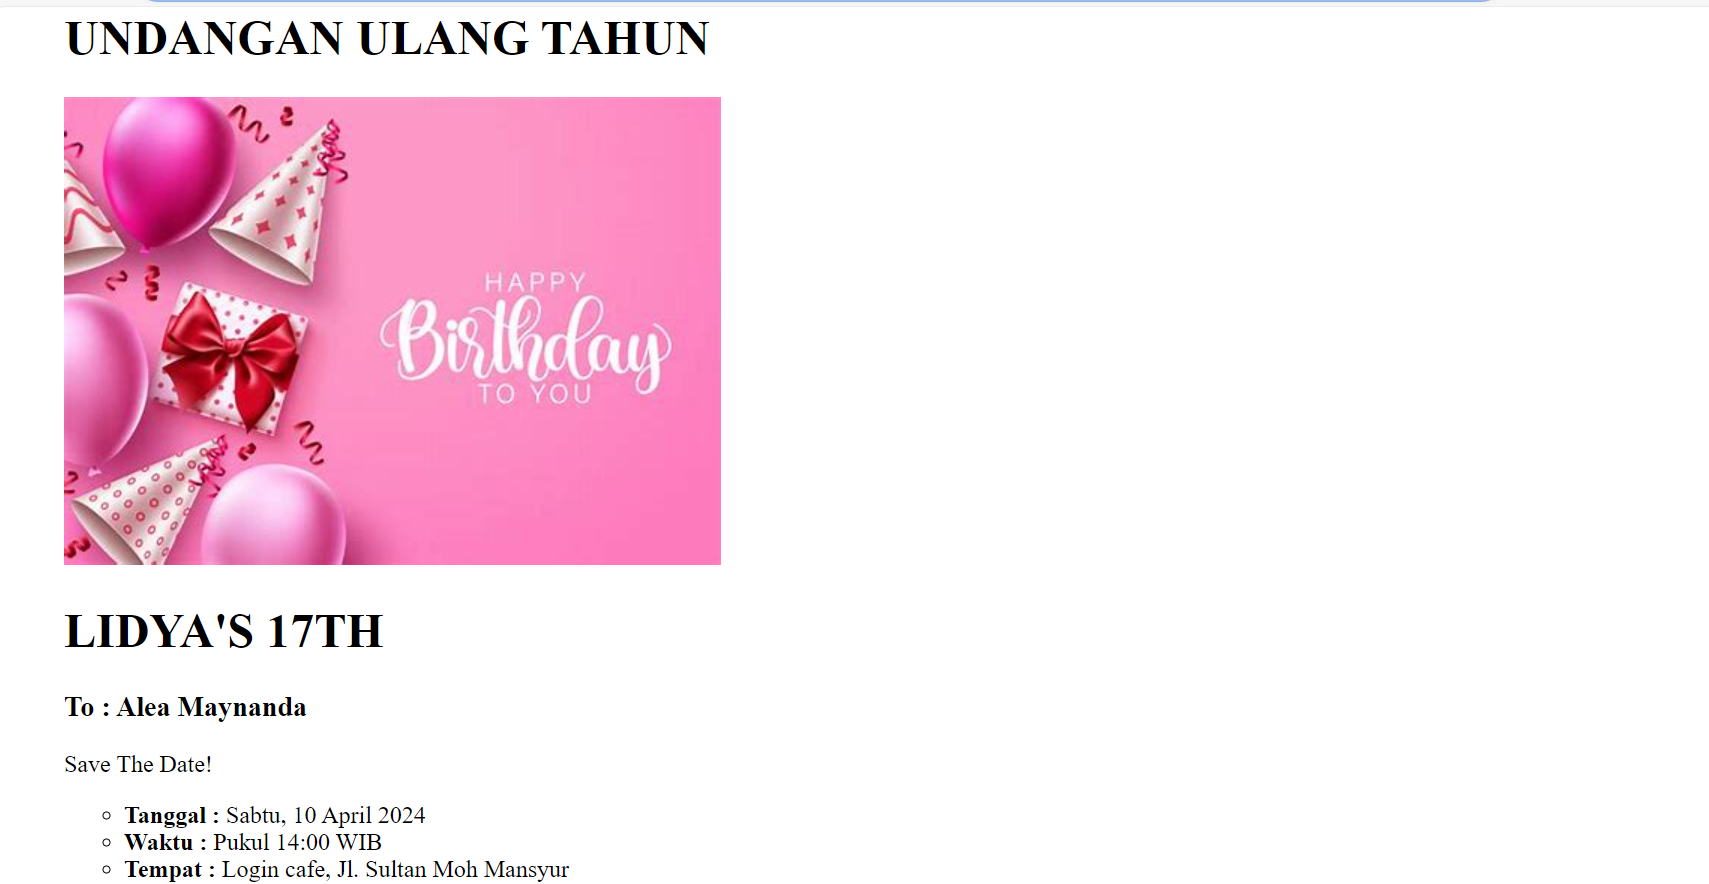 UNDANGAN ULANG TAHUN
HAPPY
Birthday
TO YOU
LIDYA'S 17TH
To : Alea Maynanda
Save The Date!
Tanggal : Sabtu, 10 April 2024
Waktu : Pukul 14:00 WIB
Tempat : Login cafe, Jl. Sultan Moh Mansyur